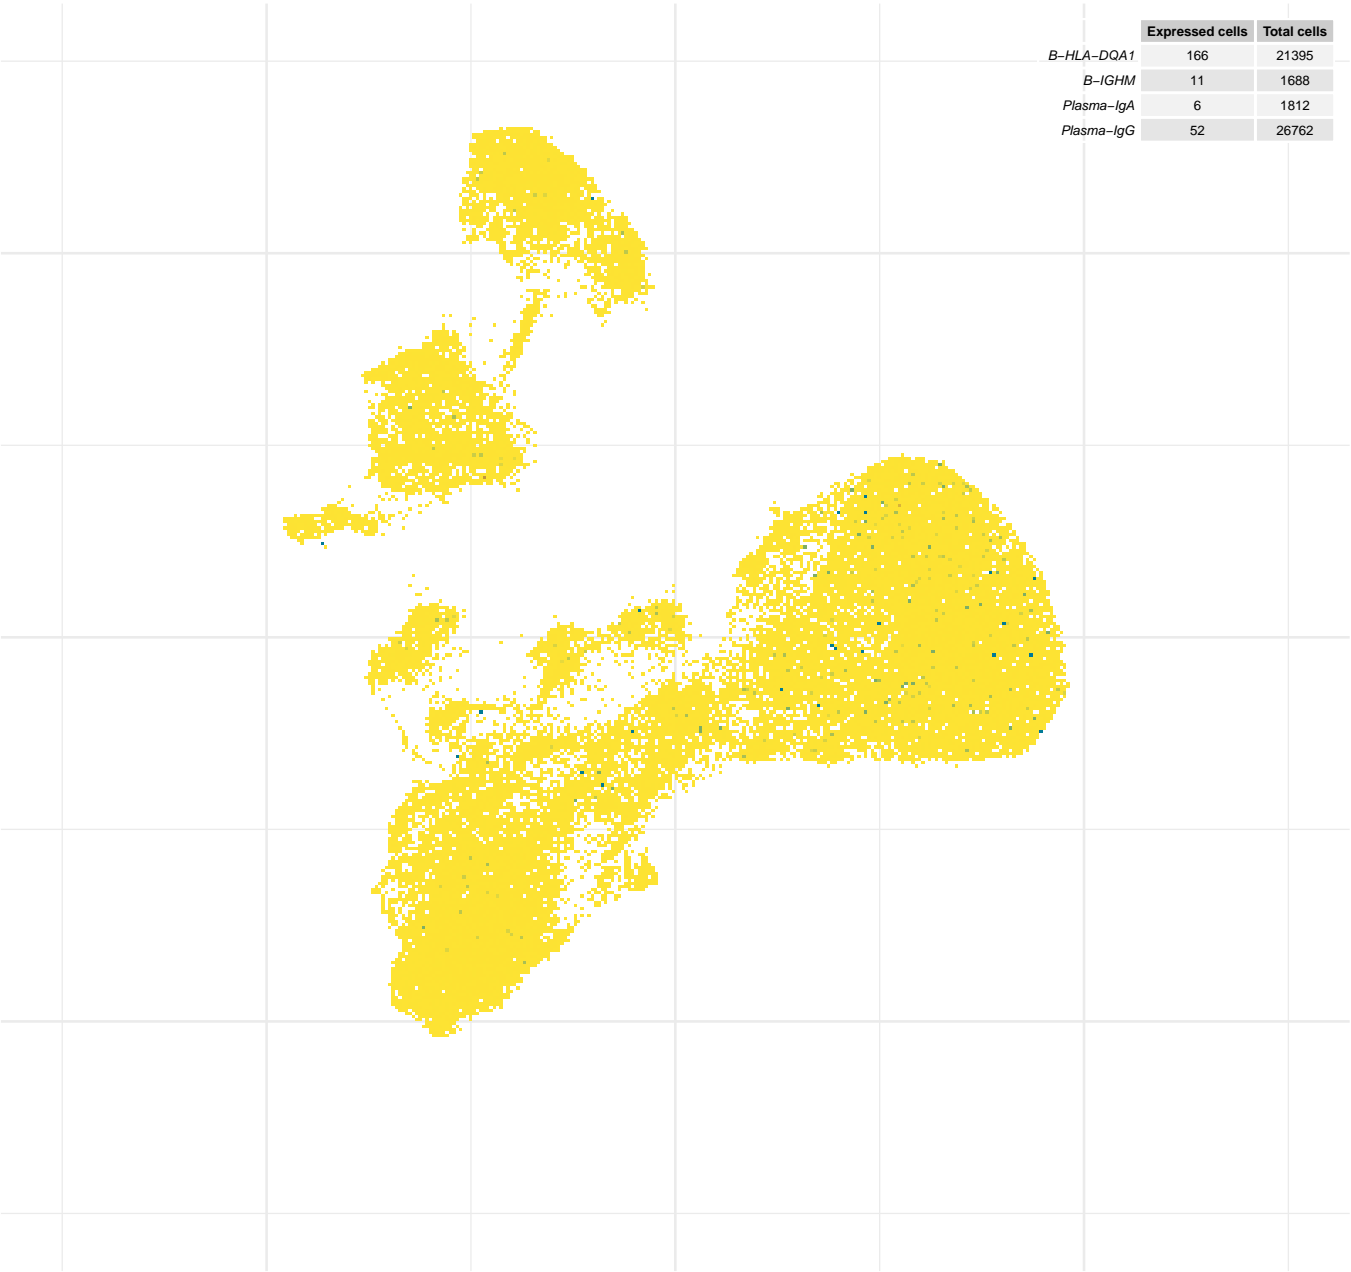 Expressed cells Total cells
B−HLA−DQA1 166 21395
B−IGHM 11 1688
Plasma−IgA 6 1812
Plasma−IgG 52 26762